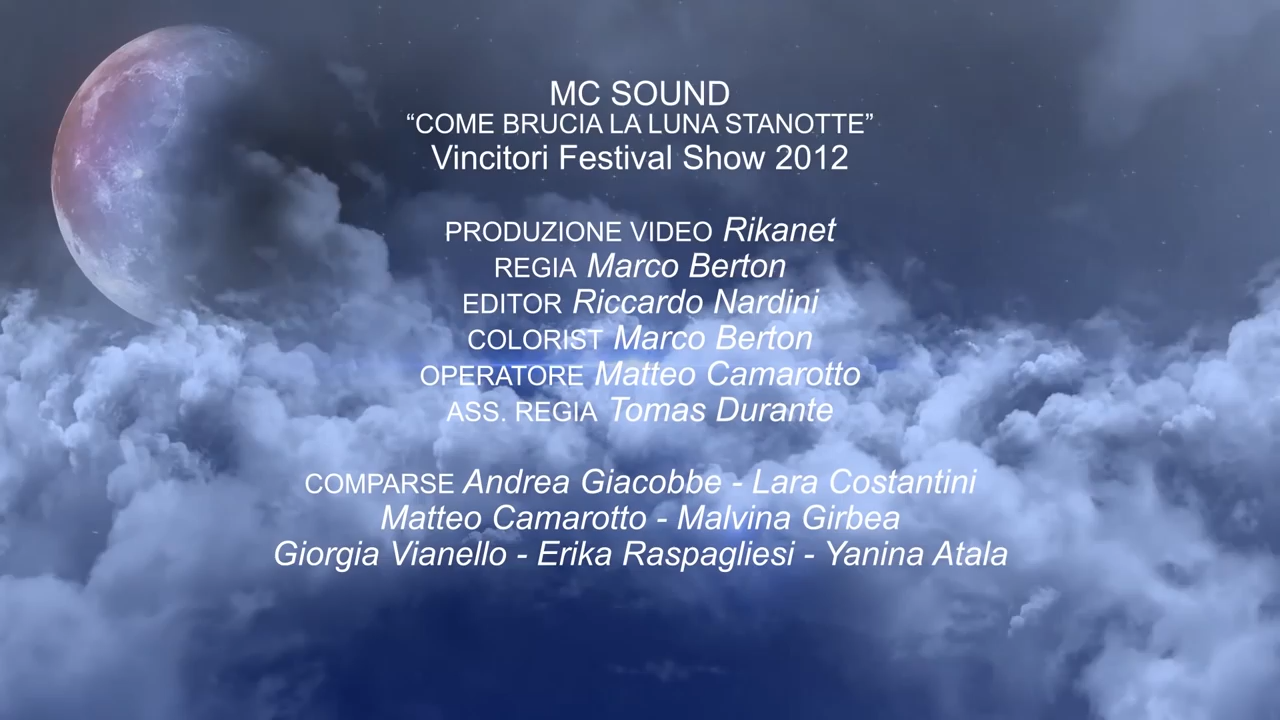 MC SOUND
“COME BRUCIA LA LUNA STANOTTE”
Vincitori Festival Show 2012
PRODUZIONE VIDEO Rikanet
REGIA Marco Berton
EDITOR Riccardo Nardini
COLORIST Marco Berton
OPERATORE Matteo Camarotto
ASS. REGIA Tomas Durante
COMPARSE Andrea Giacobbe - Lara Costantini
Matteo Camarotto - Malvina Girbea
Giorgia Vianello - Erika Raspagliesi - Yanina Atala